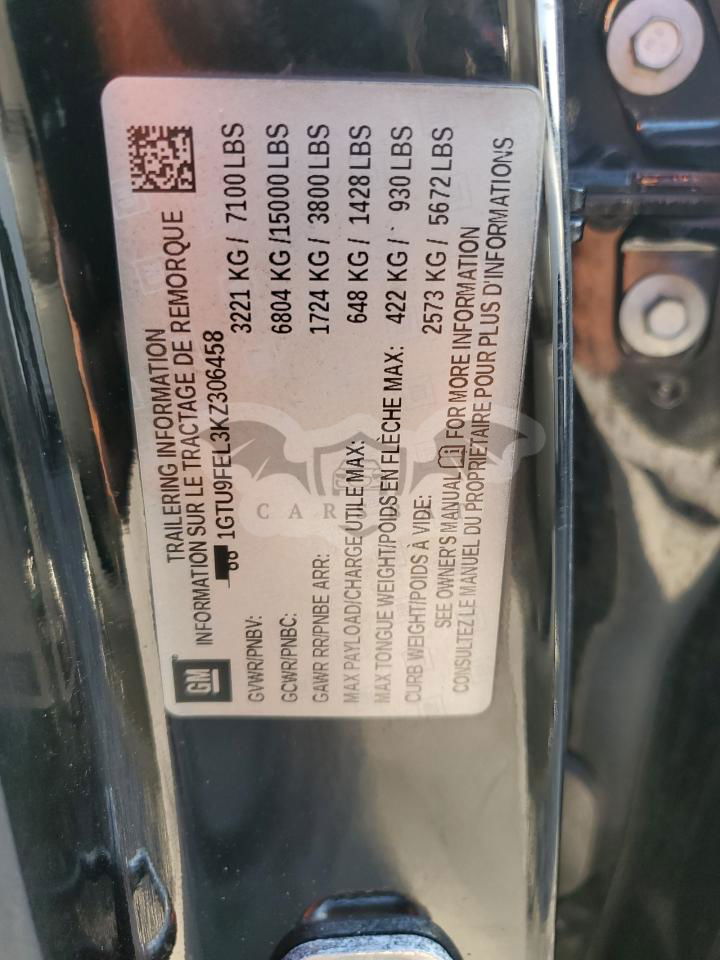 TRAILERING INFORMATION
INFORMATION SUR LE TRACTAGE DE REMORQUE
GM
1GTU9FEL3KZ306458
GVWR/PNBV: 3221 KG / 7100 LBS
GCWR/PNBC: 6804 KG /15000 LBS
GAWR RR/PNBE ARR: 1724 KG / 3800 LBS
MAX PAYLOAD/CHARGE UTILE MAX: 648 KG / 1428 LBS
MAX TONGUE WEIGHT/POIDS EN FLÈCHE MAX: 422 KG / 930 LBS
CURB WEIGHT/POIDS À VIDE: 2573 KG / 5672 LBS
SEE OWNER'S MANUAL FOR MORE INFORMATION
CONSULTEZ LE MANUEL DU PROPRIÉTAIRE POUR PLUS D'INFORMATIONS